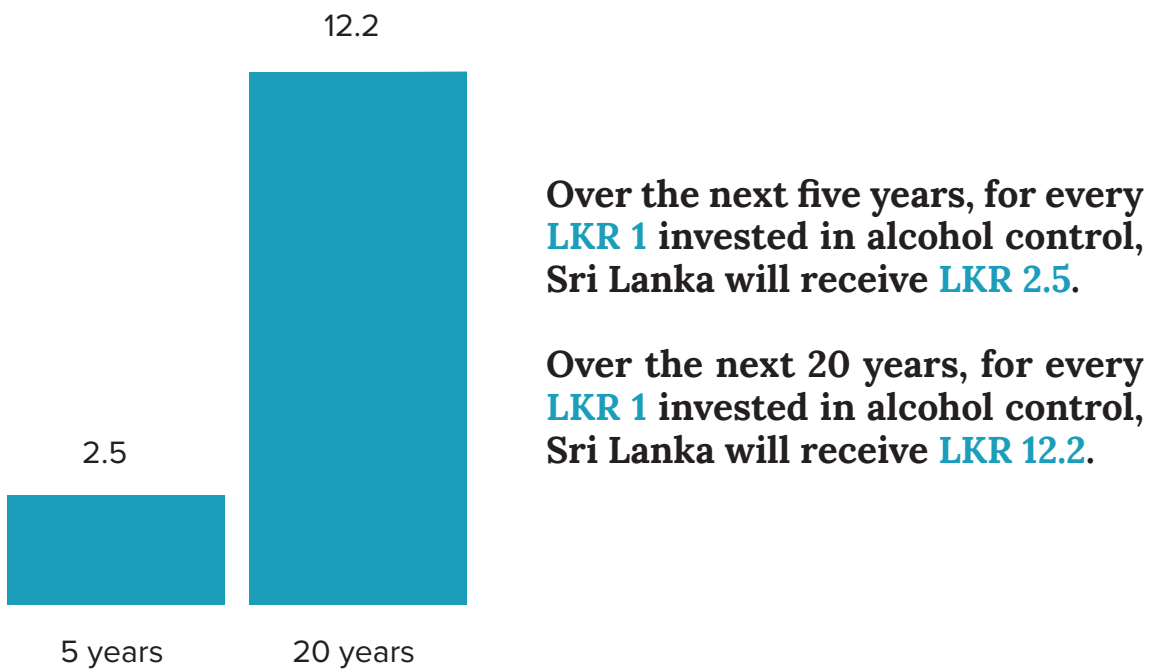 12.2
2.5
5 years
20 years
Over the next five years, for every
LKR 1 invested in alcohol control,
Sri Lanka will receive LKR 2.5.
Over the next 20 years, for every
LKR 1 invested in alcohol control,
Sri Lanka will receive LKR 12.2.